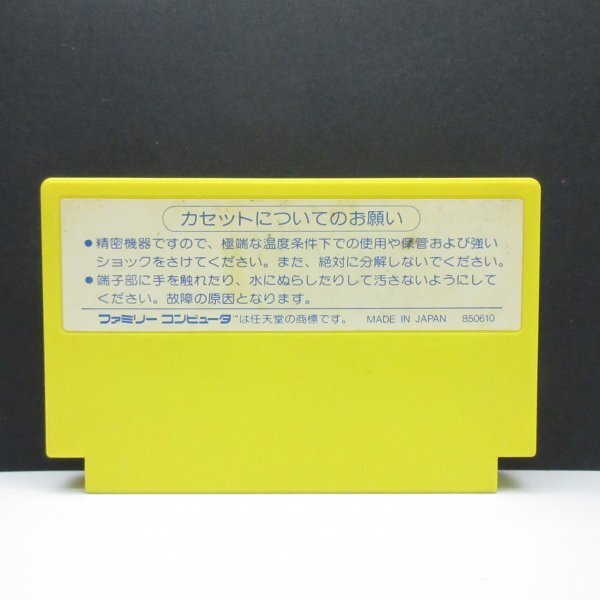 カセットについてのお願い
●精密機器ですので、極端な温度条件下での使用や保管および強い
ショックをさけてください。また、絶対に分解しないでください。
●端子部に手を触れたり、水にぬらしたりして汚さないようにして
ください。故障の原因となります。
ファミリー コンピュータ™は任天堂の商標です。 MADE IN JAPAN 850610